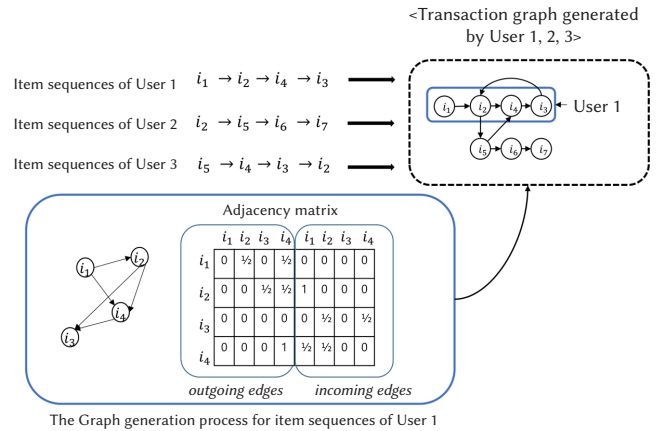 <Transaction graph generated
by User 1, 2, 3>
Item sequences of User 1 i₁ → i₂ → i₄ → i₃
Item sequences of User 2 i₂ → i₅ → i₆ → i₇
Item sequences of User 3 i₅ → i₄ → i₃ → i₂
i₁ i₂ i₄ i₃ User 1
i₅ i₆ i₇
Adjacency matrix
i₁ i₂ i₃ i₄ i₁ i₂ i₃ i₄
i₁ 0 ½ 0 ½ 0 0 0 0
i₂ 0 0 ½ ½ 1 0 0 0
i₃ 0 0 0 0 0 ½ 0 ½
i₄ 0 0 0 1 ½ ½ 0 0
i₁ i₂
i₄
i₃
outgoing edges incoming edges
The Graph generation process for item sequences of User 1